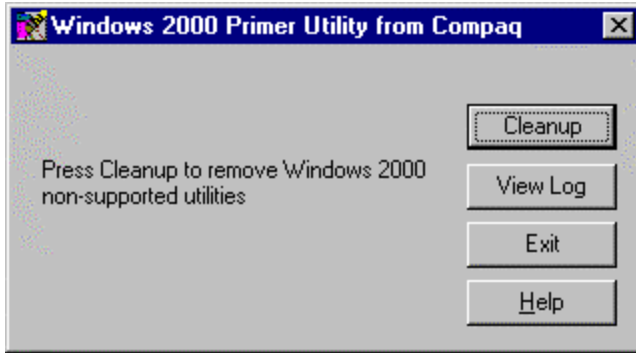 Windows 2000 Primer Utility from Compaq
Cleanup
Press Cleanup to remove Windows 2000
non-supported utilities
View Log
Exit
Help